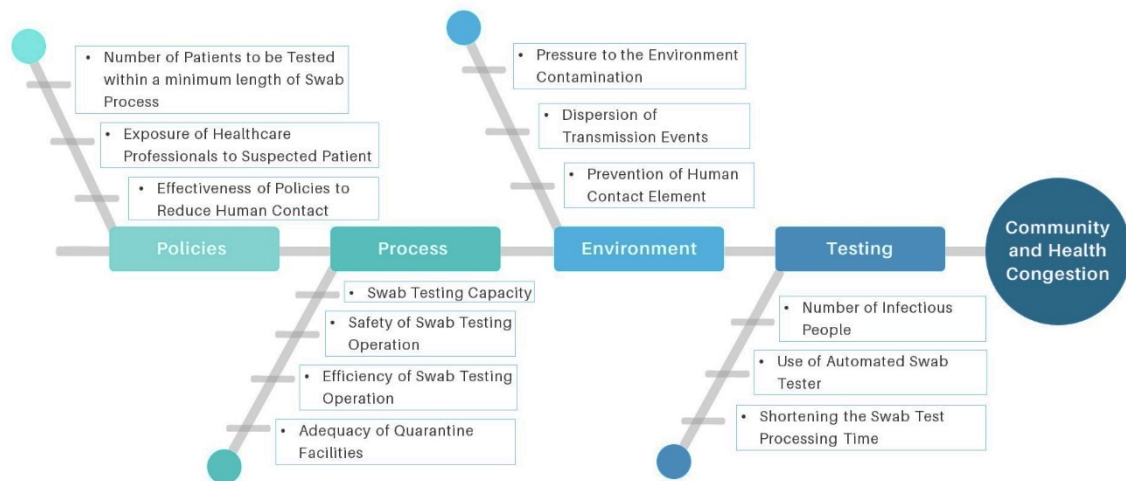 • Number of Patients to be Tested
within a minimum length of Swab
Process
• Exposure of Healthcare
Professionals to Suspected Patient
• Effectiveness of Policies to
Reduce Human Contact
• Pressure to the Environment
Contamination
• Dispersion of
Transmission Events
• Prevention of Human
Contact Element
Policies
Process
Environment
Testing
Community
and Health
Congestion
• Swab Testing Capacity
• Safety of Swab Testing
Operation
• Efficiency of Swab Testing
Operation
• Adequacy of Quarantine
Facilities
• Number of Infectious
People
• Use of Automated Swab
Tester
• Shortening the Swab Test
Processing Time